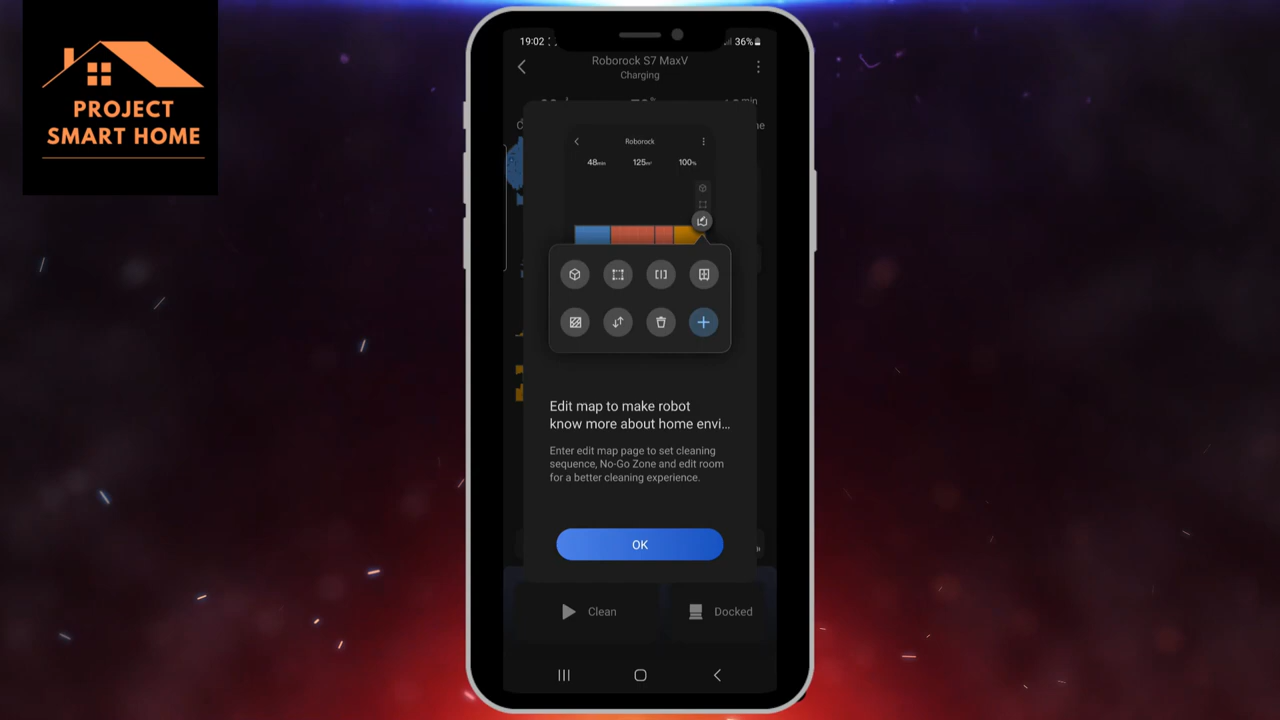 PROJECT
SMART HOME
19:02
36%
Roborock S7 MaxV
Charging
Roborock
48min
125m²
100%
Edit map to make robot
know more about home envi...
Enter edit map page to set cleaning
sequence, No-Go Zone and edit room
for a better cleaning experience.
OK
Clean
Docked